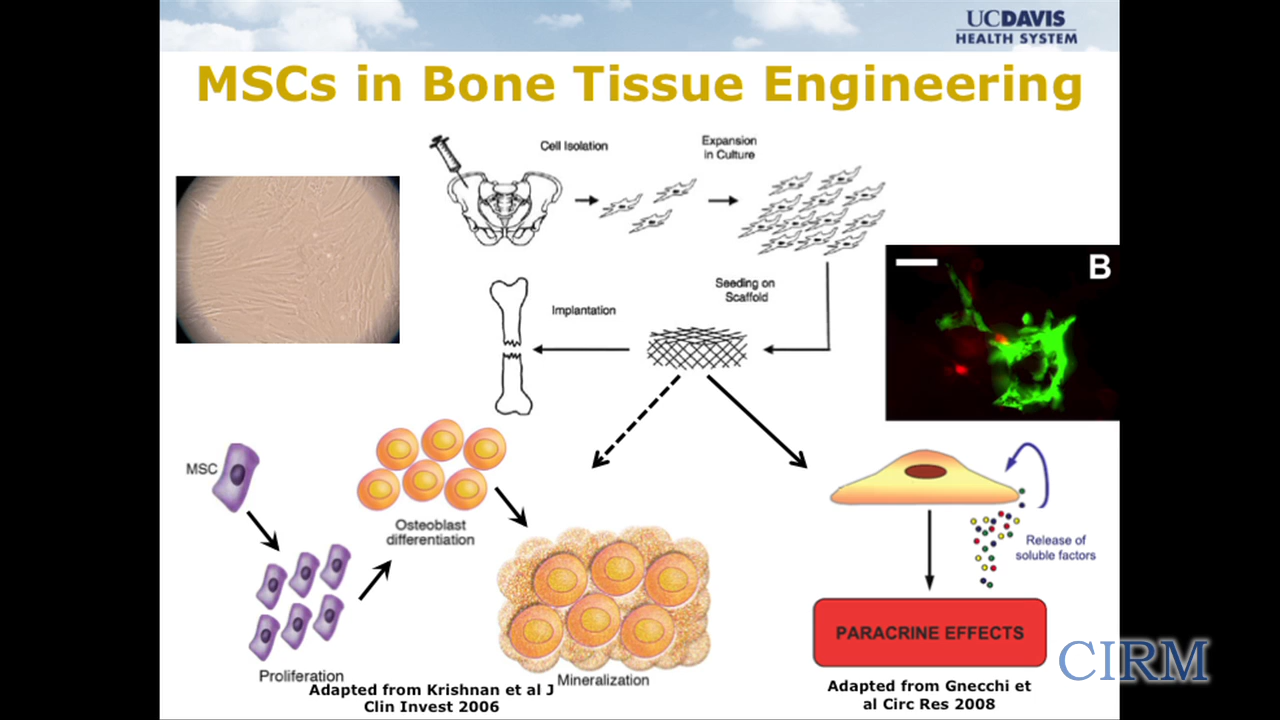 UCDAVIS
HEALTH SYSTEM
MSCs in Bone Tissue Engineering
Cell Isolation
Expansion
in Culture
B
Seeding on
Scaffold
Implantation
MSC
Osteoblast
differentiation
Release of
soluble factors
PARACRINE EFFECTS
Proliferation
Mineralization
Adapted from Krishnan et al J
Clin Invest 2006
Adapted from Gnecchi et
al Circ Res 2008
CIRM